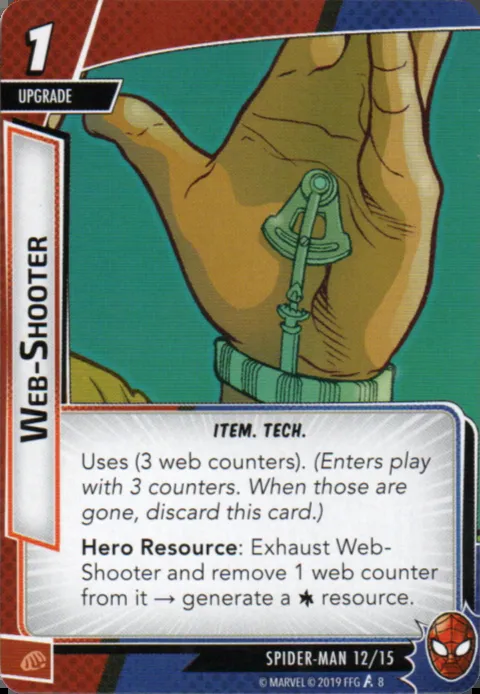 1
UPGRADE
WEB-SHOOTER
ITEM. TECH.
Uses (3 web counters). (Enters play
with 3 counters. When those are
gone, discard this card.)
Hero Resource: Exhaust Web-
Shooter and remove 1 web counter
from it → generate a resource.
SPIDER-MAN 12/15
© MARVEL © 2019 FFG 8